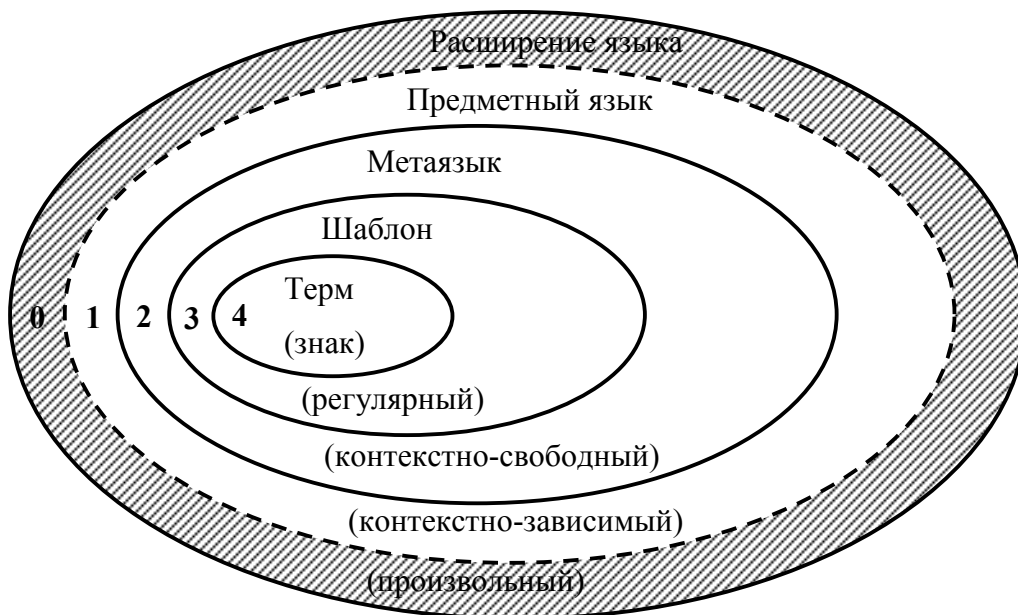 Расширение языка
Предметный язык
Метаязык
Шаблон
Терм
0 1 2 3 4
(знак)
(регулярный)
(контекстно-свободный)
(контекстно-зависимый)
(произвольный)